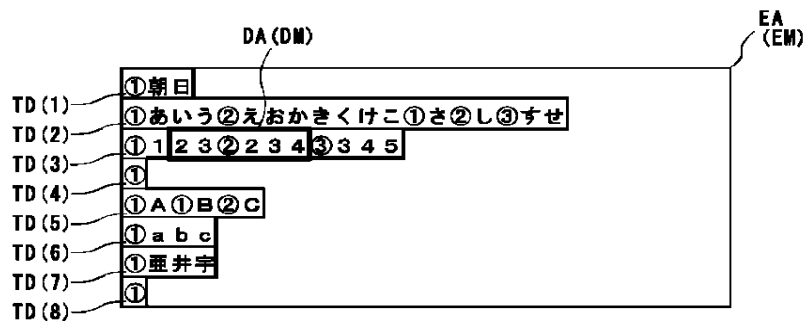 DA(DM)
EA
(EM)
TD(1) ①朝日
TD(2) ①あいう②えおかきくけこ①さ②し③すせ
TD(3) ①1 2 3②2 3 4③3 4 5
TD(4) ①
TD(5) ①A①B②C
TD(6) ①a b c
TD(7) ①亜井宇
TD(8) ①